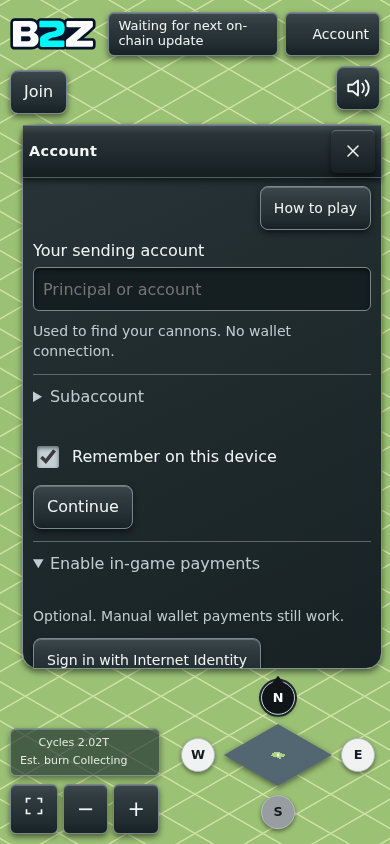 B2Z
Waiting for next on-
chain update
Account
Join
Account
How to play
Your sending account
Principal or account
Used to find your cannons. No wallet
connection.
Subaccount
Remember on this device
Continue
Enable in-game payments
Optional. Manual wallet payments still work.
Sign in with Internet Identity
N
W
E
S
Cycles 2.02T
Est. burn Collecting